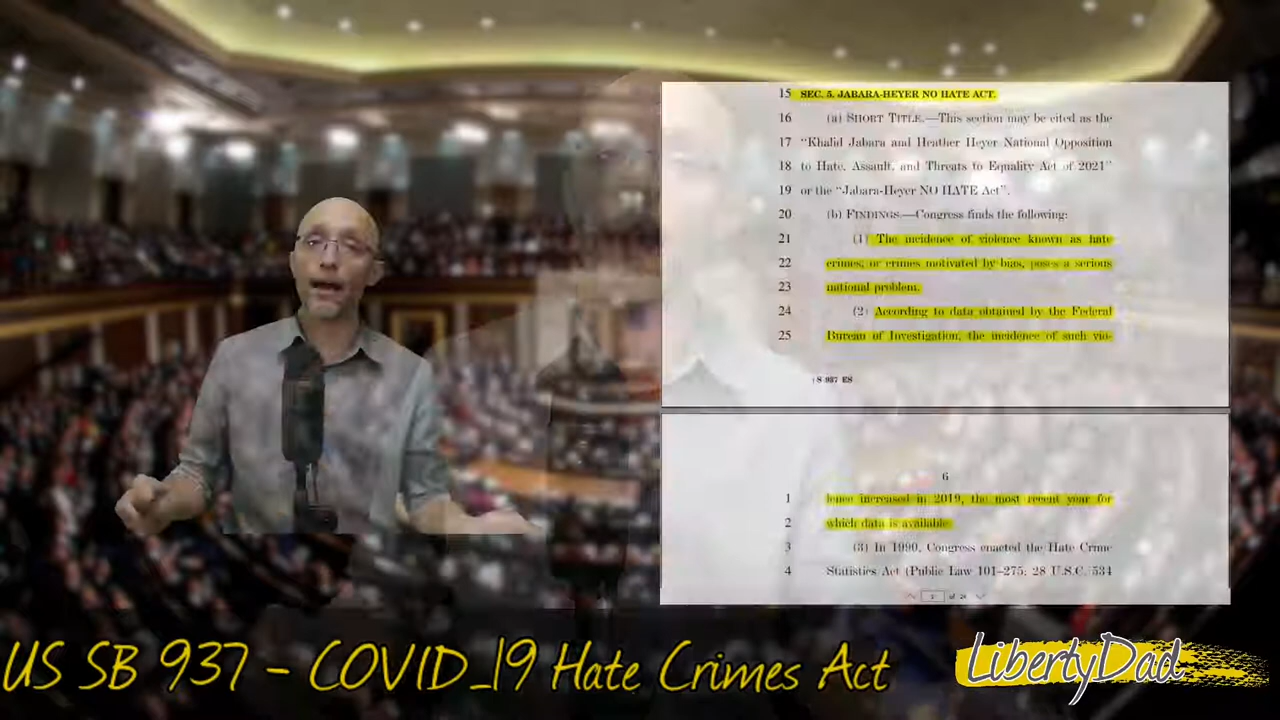 15 SEC. 5. JABARA-HEYER NO HATE ACT.
16 (a) SHORT TITLE.—This section may be cited as the
17 “Khalid Jabara and Heather Heyer National Opposition
18 to Hate, Assault, and Threats to Equality Act of 2021”
19 or the “Jabara-Heyer NO HATE Act”.
20 (b) FINDINGS.—Congress finds the following:
21 (1) The incidence of violence known as hate
22 crimes, or crimes motivated by bias, poses a serious
23 national problem.
24 (2) According to data obtained by the Federal
25 Bureau of Investigation, the incidence of such vio-
S 937 ES
6
1 lence increased in 2019, the most recent year for
2 which data is available.
3 (3) In 1990, Congress enacted the Hate Crime
4 Statistics Act (Public Law 101–275; 28 U.S.C. 534
of
US SB 937 - COVID_19 Hate Crimes Act
LibertyDad